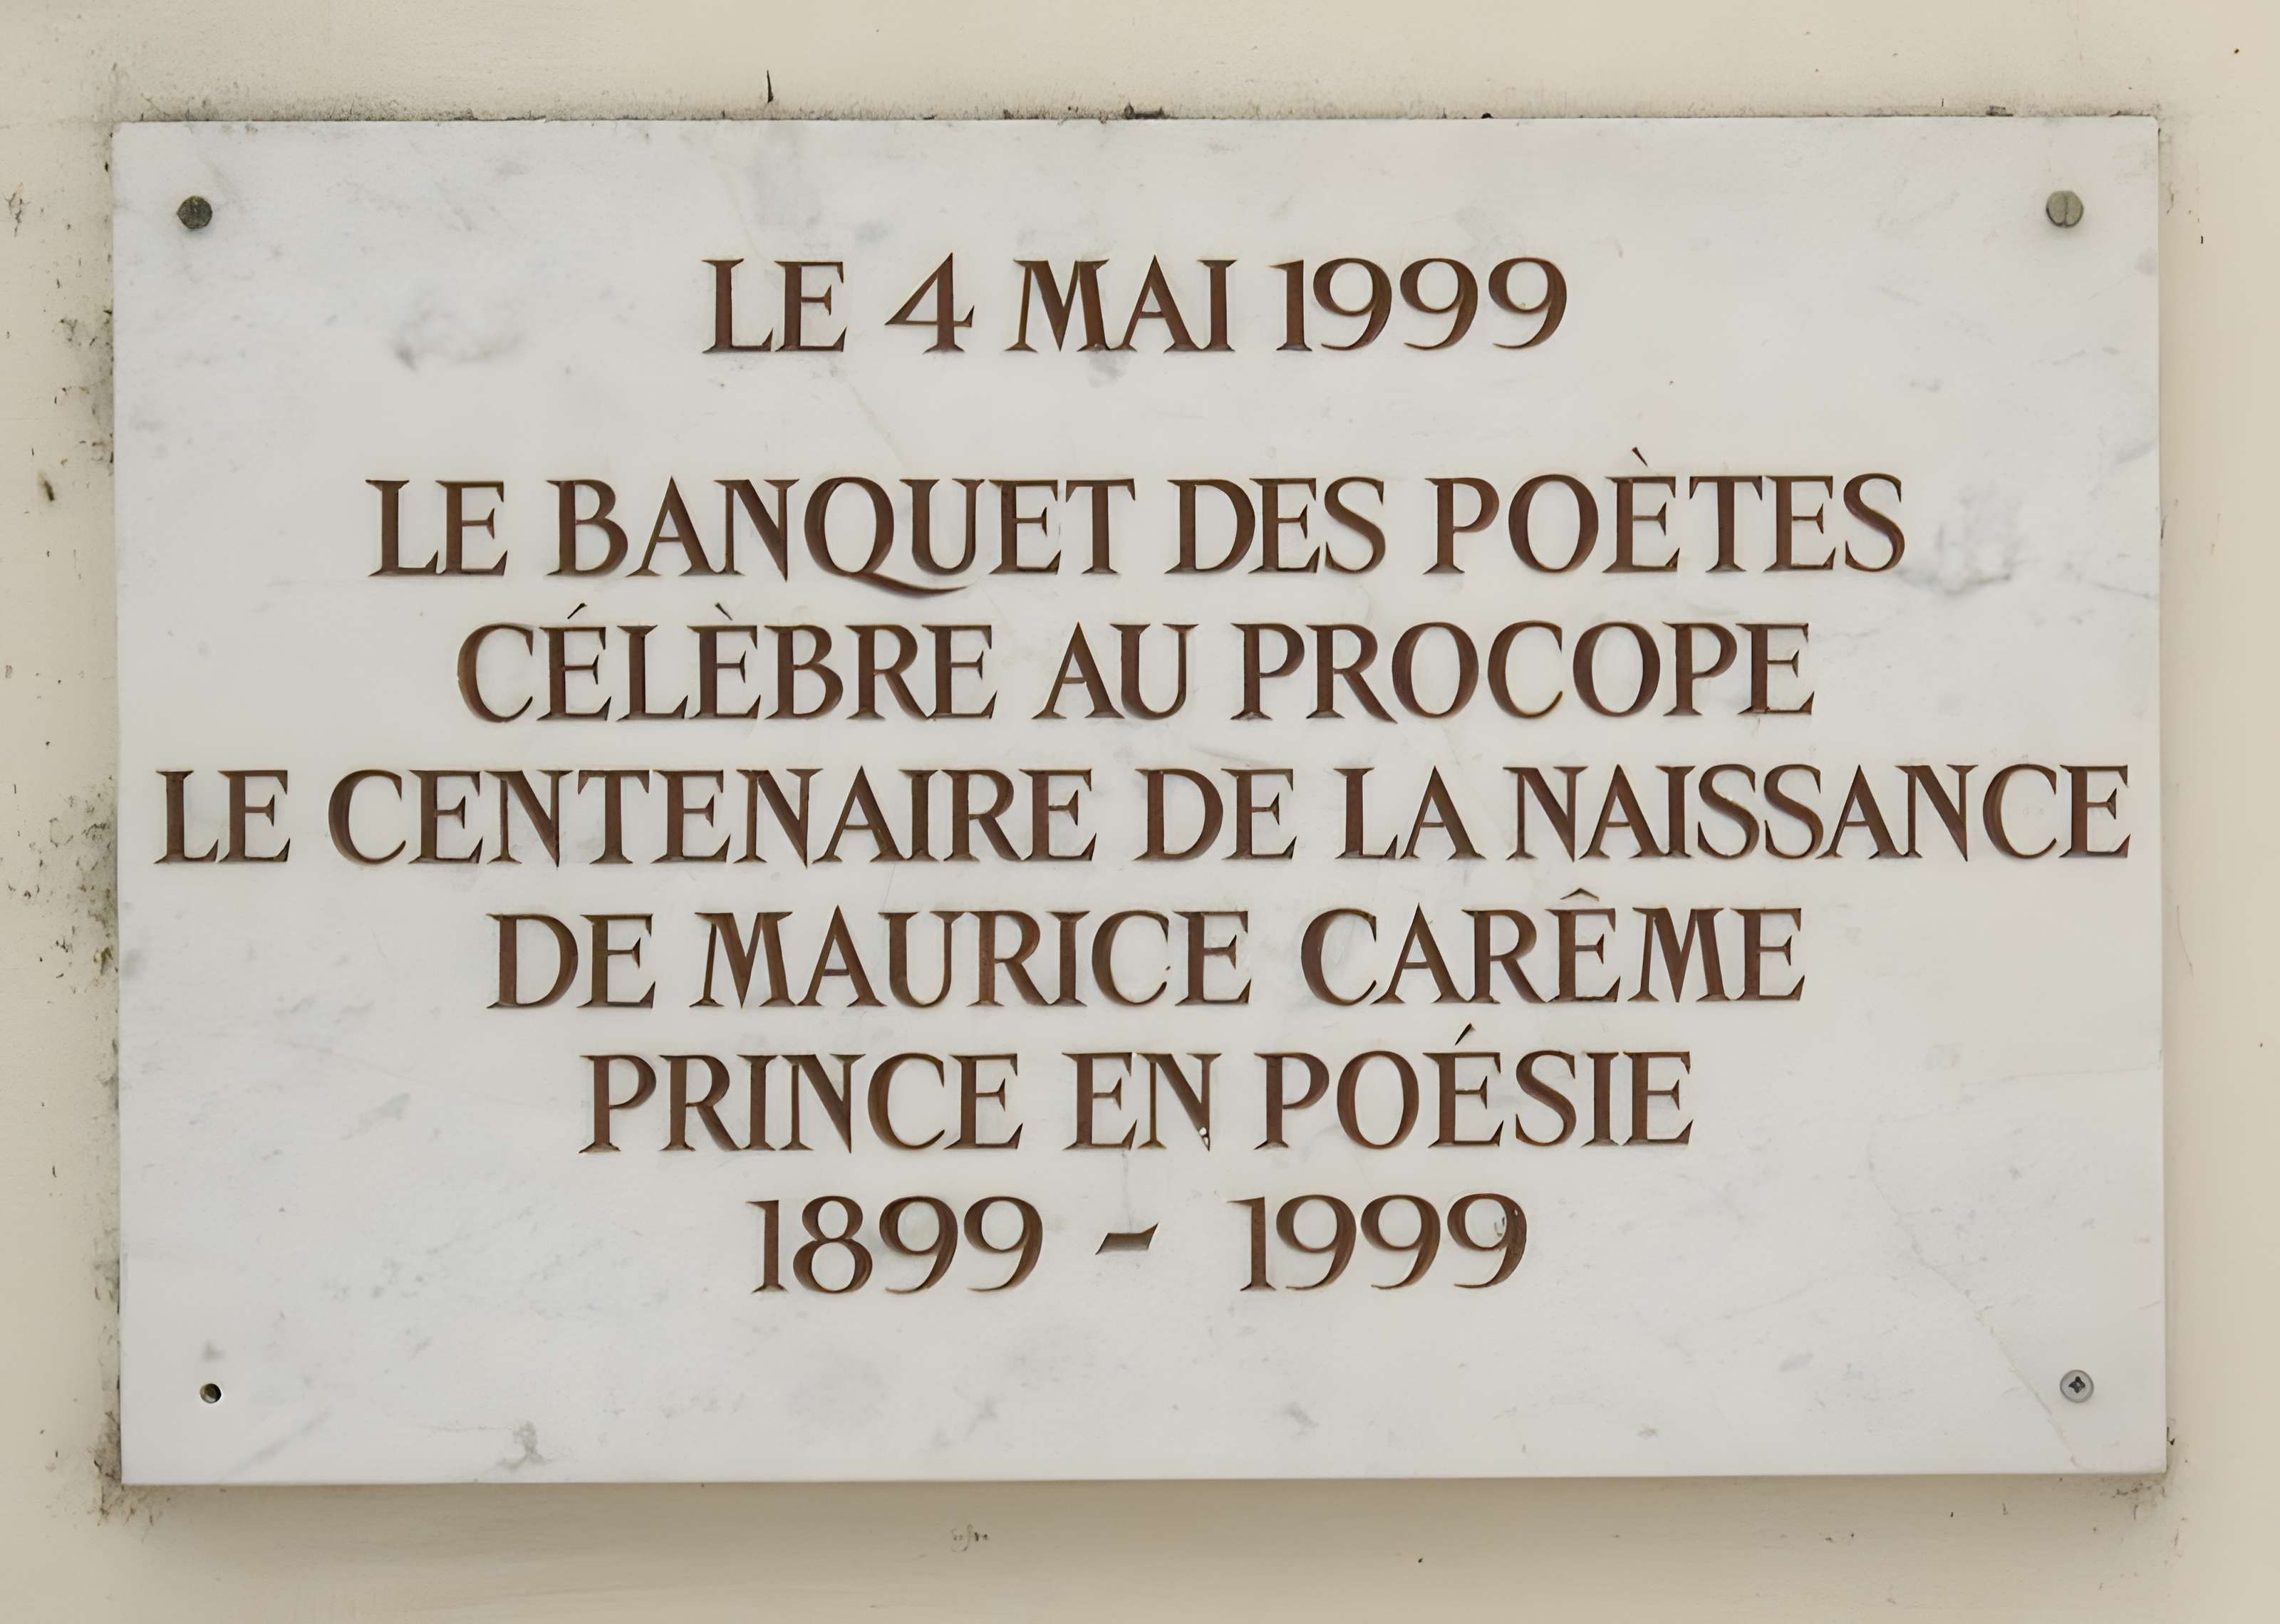 LE 4 MAI 1999
LE BANQUET DES POÈTES
CÉLÈBRE AU PROCOPE
LE CENTENAIRE DE LA NAISSANCE
DE MAURICE CARÊME
PRINCE EN POÉSIE
1899 - 1999